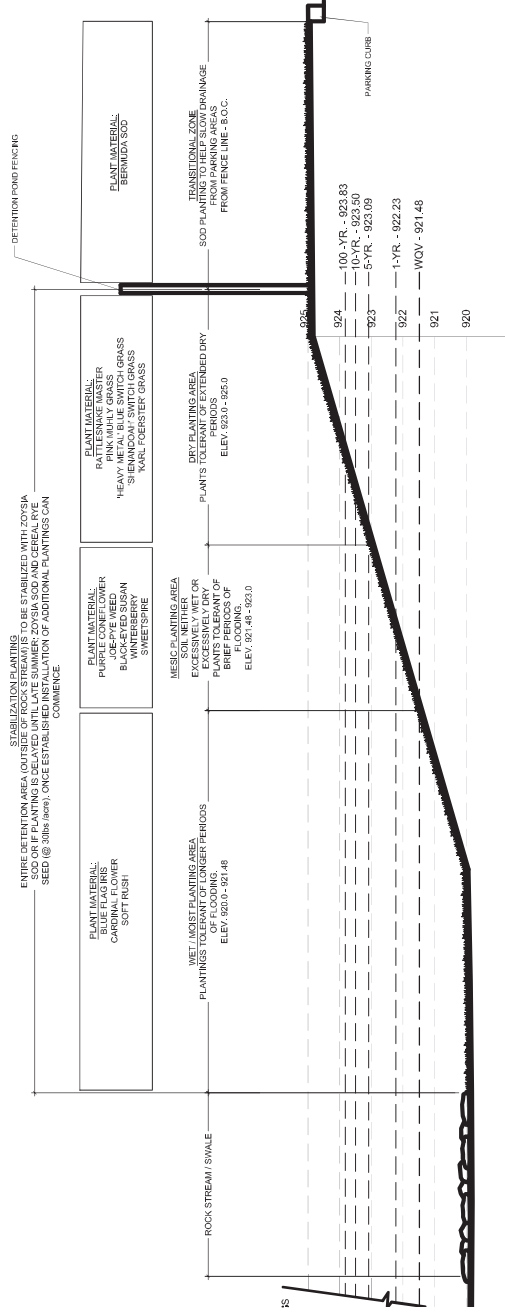 DETENTION POND FENCING
STABILIZATION PLANTING
ENTIRE DETENTION AREA (OUTSIDE OF ROCK STREAM) IS TO BE STABILIZED WITH ZOYSIA
SOD OR IF PLANTING IS DELAYED UNTIL LATE SUMMER: ZOYSIA SOD AND CEREAL RYE
SEED (@ 30lbs /acre). ONCE ESTABLISHED INSTALLATION OF ADDITIONAL PLANTINGS CAN
COMMENCE.
PLANT MATERIAL:
BLUE FLAG IRIS
CARDINAL FLOWER
SOFT RUSH
PLANT MATERIAL:
PURPLE CONEFLOWER
JOE-PYE WEED
BLACK-EYED SUSAN
WINTERBERRY
SWEETSPIRE
PLANT MATERIAL:
RATTLESNAKE MASTER
PINK MUHLY GRASS
'HEAVY METAL' BLUE SWITCH GRASS
'SHENANDOAH' SWITCH GRASS
'KARL FOERSTER' GRASS
PLANT MATERIAL:
BERMUDA SOD
ROCK STREAM / SWALE
WET / MOIST PLANTING AREA
PLANTINGS TOLERANT OF LONGER PERIODS
OF FLOODING.
ELEV. 920.0 - 921.48
MESIC PLANTING AREA
SOIL NEITHER
EXCESSIVELY WET OR
EXCESSIVELY DRY
PLANTS TOLERANT OF
BRIEF PERIODS OF
FLOODING.
ELEV. 921.48 - 923.0
DRY PLANTING AREA
PLANTS TOLERANT OF EXTENDED DRY
PERIODS
ELEV. 923.0 - 925.0
TRANSITIONAL ZONE
SOD PLANTING TO HELP SLOW DRAINAGE
FROM PARKING AREAS
FROM FENCE LINE - B.O.C.
PARKING CURB
925
924
923
922
921
920
100 -YR. - 923.83
10-YR. - 923.50
5-YR. - 923.09
1-YR. - 922.23
WQV - 921.48